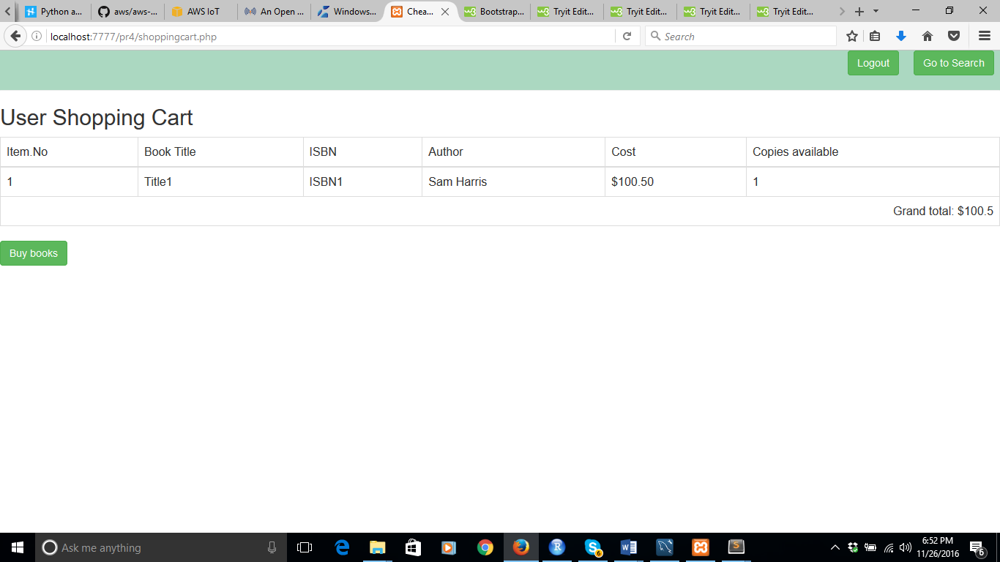 Python a... aws/aws-... AWS IoT An Open ... Windows... Chea... Bootstrap... Tryit Edit... Tryit Edit... Tryit Edit... Tryit Edit...
localhost:7777/pr4/shoppingcart.php Search
Logout Go to Search
User Shopping Cart
Item.No Book Title ISBN Author Cost Copies available
1 Title1 ISBN1 Sam Harris $100.50 1
Grand total: $100.5
Buy books
Ask me anything 6:52 PM
11/26/2016 6